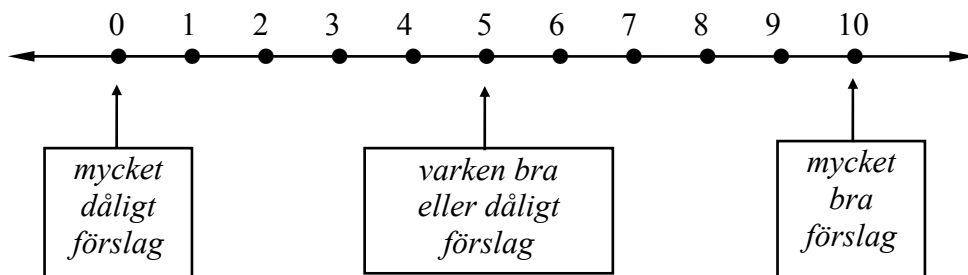 0 1 2 3 4 5 6 7 8 9 10
mycket
dåligt
förslag
varken bra
eller dåligt
förslag
mycket
bra
förslag